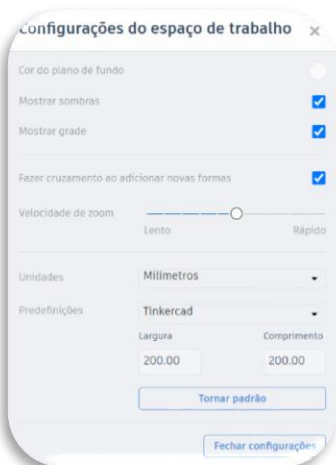 Configurações do espaço de trabalho ×
Cor do plano de fundo
Mostrar sombras
Mostrar grade
Fazer cruzamento ao adicionar novas formas
Velocidade de zoom
Lento Rápido
Unidades Milímetros
Predefinições Tinkercad
Largura Comprimento
200.00 200.00
Tornar padrão
Fechar configurações